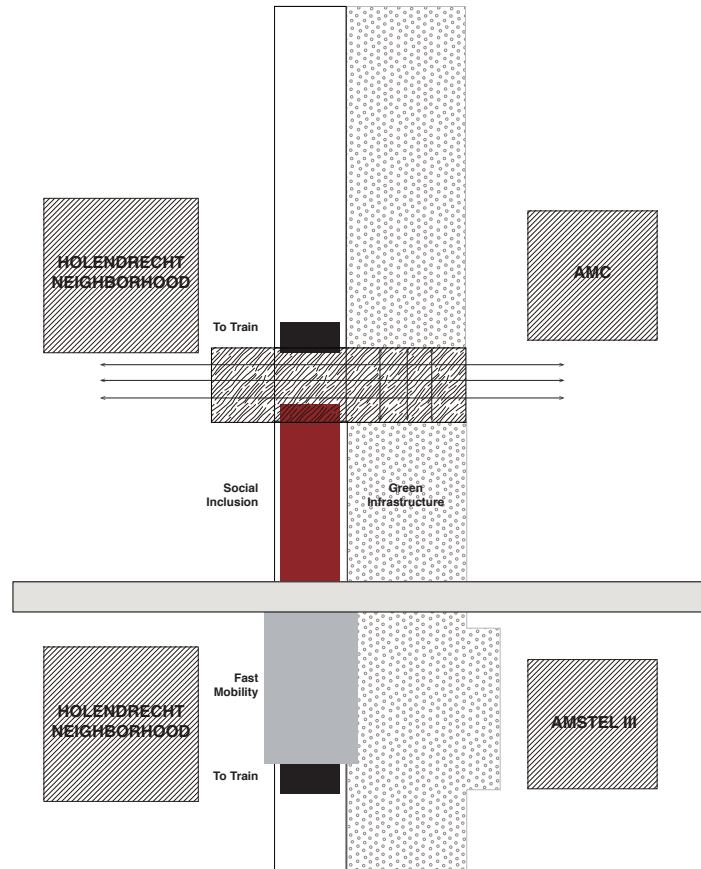 HOLENDRECHT
NEIGHBORHOOD
AMC
To Train
Social
Inclusion
Green
Infrastructure
Fast
Mobility
HOLENDRECHT
NEIGHBORHOOD
AMSTEL III
To Train